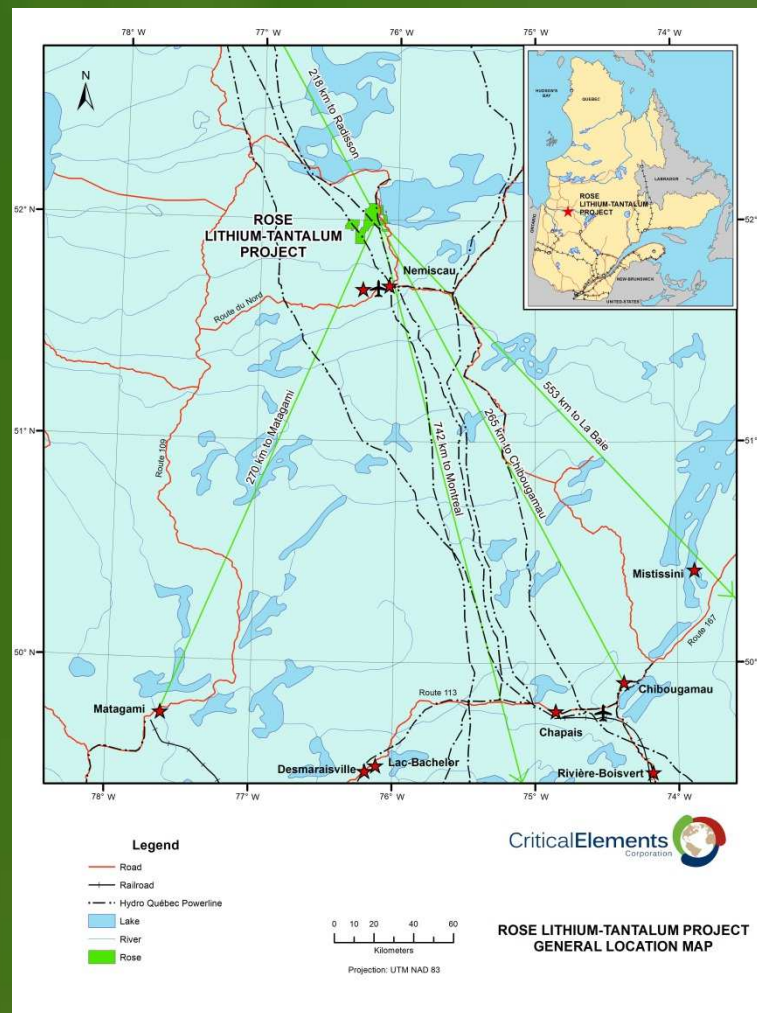 78° W
77° W
76° W
75° W
74° W
N
218 km to Radisson
HUDSON'S
BAY
QUEBEC
LABRADOR
ROSE
LITHIUM-TANTALUM
PROJECT
ONTARIO
NEW-BRUNSWICK
UNITED-STATES
52° N
52° N
ROSE
LITHIUM-TANTALUM
PROJECT
Nemiscau
Route du Nord
553 km to La Baie
51° N
51° N
Route 109
270 km to Matagami
742 km to Montreal
265 km to Chibougamau
Mistissini
Route 167
50° N
50° N
Chibougamau
Route 113
Matagami
Chapais
Lac-Bachelor
Desmaraisville
Rivière-Boisvert
78° W
77° W
76° W
75° W
74° W
Legend
Road
Railroad
Hydro Québec Powerline
Lake
River
Rose
0 10 20 40 60
Kilometers
Projection: UTM NAD 83
CriticalElements
Corporation
ROSE LITHIUM-TANTALUM PROJECT
GENERAL LOCATION MAP